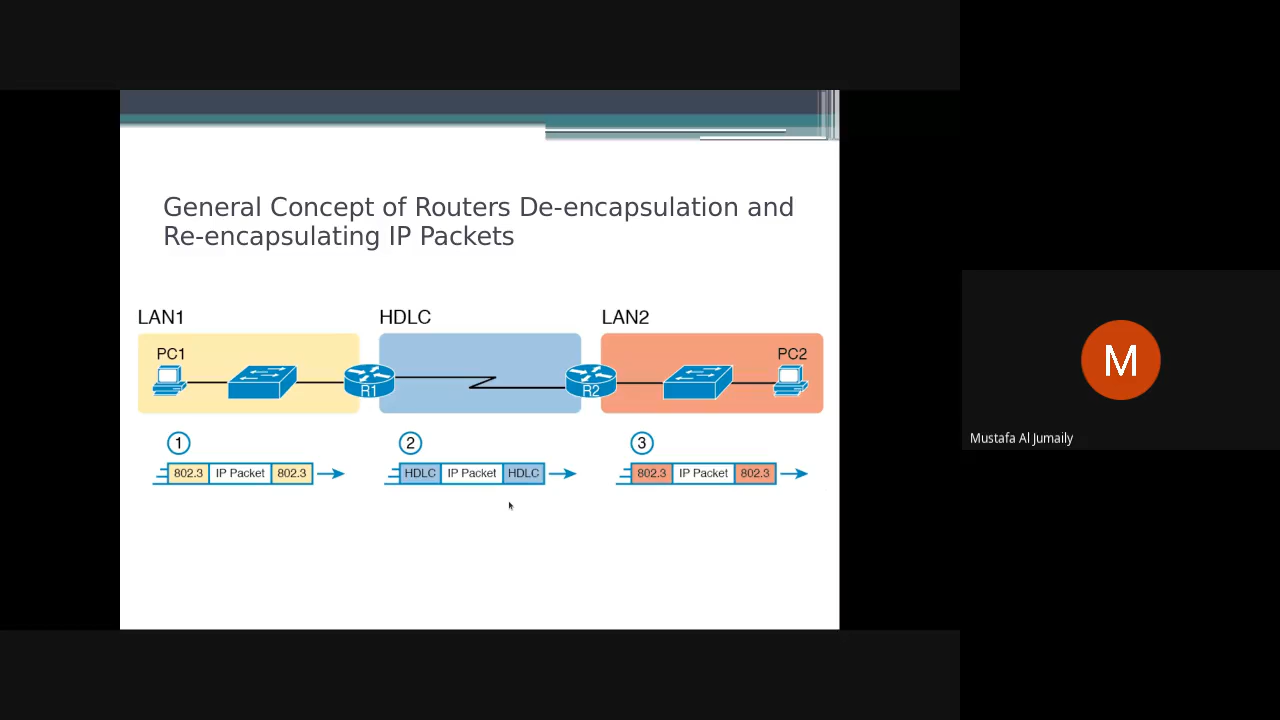 General Concept of Routers De-encapsulation and
Re-encapsulating IP Packets
LAN1
HDLC
LAN2
PC1
PC2
R1
R2
1
2
3
802.3 IP Packet 802.3
HDLC IP Packet HDLC
802.3 IP Packet 802.3
M
Mustafa Al Jumaily